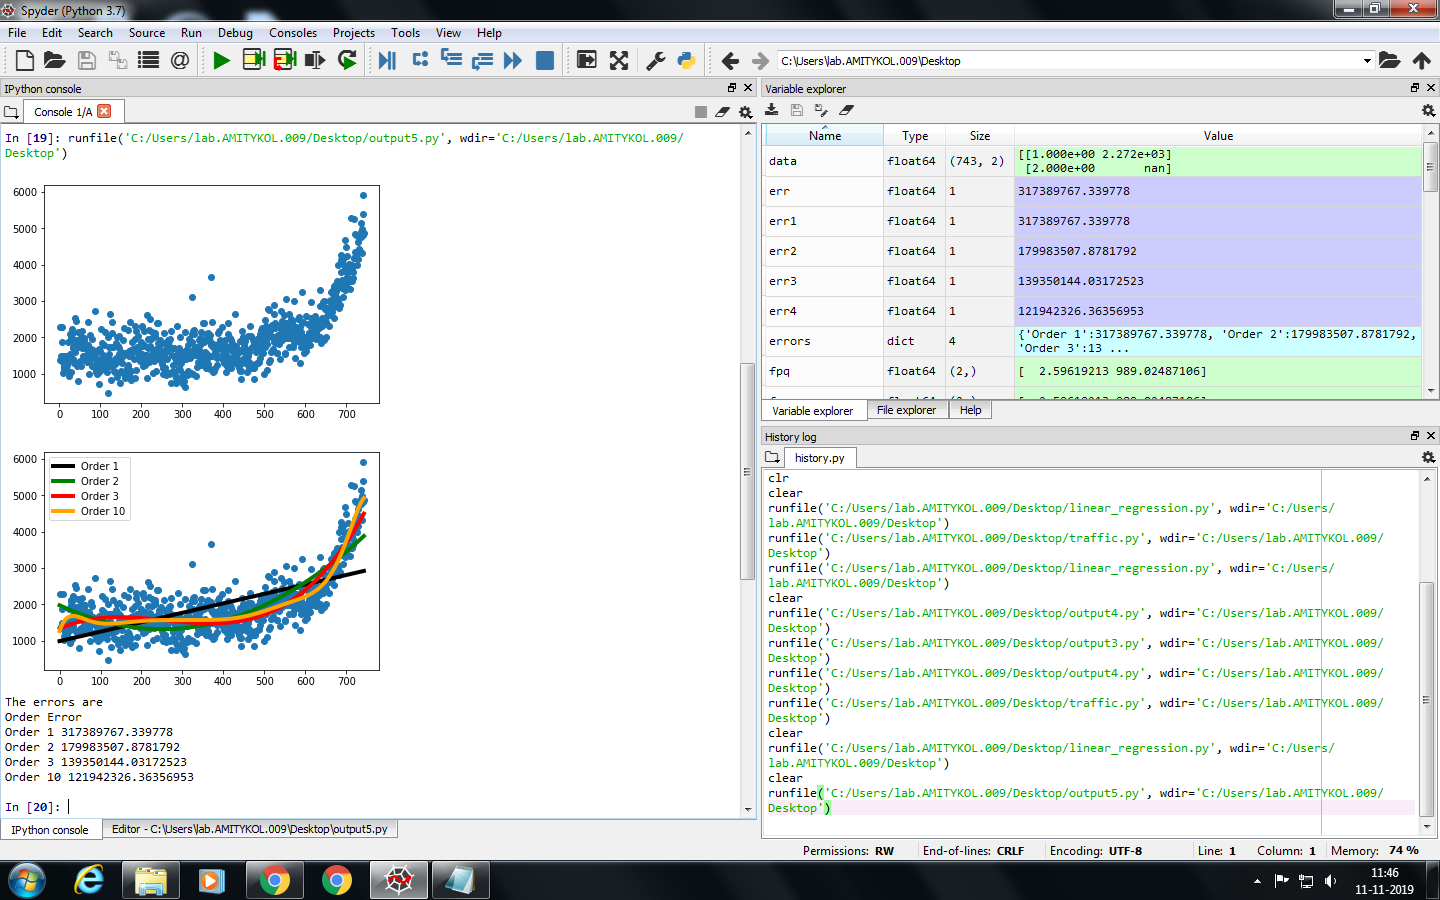 Spyder (Python 3.7)
File Edit Search Source Run Debug Consoles Projects Tools View Help
C:\Users\lab.AMITYKOL.009\Desktop
IPython console
Console 1/A
In [19]: runfile('C:/Users/lab.AMITYKOL.009/Desktop/output5.py', wdir='C:/Users/lab.AMITYKOL.009/
Desktop')
6000
5000
4000
3000
2000
1000
0 100 200 300 400 500 600 700
6000
5000
4000
3000
2000
1000
Order 1
Order 2
Order 3
Order 10
0 100 200 300 400 500 600 700
The errors are
Order Error
Order 1 317389767.339778
Order 2 179983507.8781792
Order 3 139350144.03172523
Order 10 121942326.36356953
In [20]:
IPython console Editor - C:\Users\lab.AMITYKOL.009\Desktop\output5.py
Variable explorer
Name Type Size Value
data float64 (743, 2) [[1.000e+00 2.272e+03]
[2.000e+00 nan]
err float64 1 317389767.339778
err1 float64 1 317389767.339778
err2 float64 1 179983507.8781792
err3 float64 1 139350144.03172523
err4 float64 1 121942326.36356953
errors dict 4 {'Order 1':317389767.339778, 'Order 2':179983507.8781792,
'Order 3':13 ...
fpq float64 (2,) [ 2.59619213 989.02487106]
Variable explorer File explorer Help
History log
history.py
clr
clear
runfile('C:/Users/lab.AMITYKOL.009/Desktop/linear_regression.py', wdir='C:/Users/
lab.AMITYKOL.009/Desktop')
runfile('C:/Users/lab.AMITYKOL.009/Desktop/traffic.py', wdir='C:/Users/lab.AMITYKOL.009/
Desktop')
runfile('C:/Users/lab.AMITYKOL.009/Desktop/linear_regression.py', wdir='C:/Users/
lab.AMITYKOL.009/Desktop')
clear
runfile('C:/Users/lab.AMITYKOL.009/Desktop/output4.py', wdir='C:/Users/lab.AMITYKOL.009/
Desktop')
runfile('C:/Users/lab.AMITYKOL.009/Desktop/output3.py', wdir='C:/Users/lab.AMITYKOL.009/
Desktop')
runfile('C:/Users/lab.AMITYKOL.009/Desktop/output4.py', wdir='C:/Users/lab.AMITYKOL.009/
Desktop')
runfile('C:/Users/lab.AMITYKOL.009/Desktop/traffic.py', wdir='C:/Users/lab.AMITYKOL.009/
Desktop')
clear
runfile('C:/Users/lab.AMITYKOL.009/Desktop/linear_regression.py', wdir='C:/Users/
lab.AMITYKOL.009/Desktop')
clear
runfile('C:/Users/lab.AMITYKOL.009/Desktop/output5.py', wdir='C:/Users/lab.AMITYKOL.009/
Desktop')
Permissions: RW End-of-lines: CRLF Encoding: UTF-8 Line: 1 Column: 1 Memory: 74 %
11:46
11-11-2019